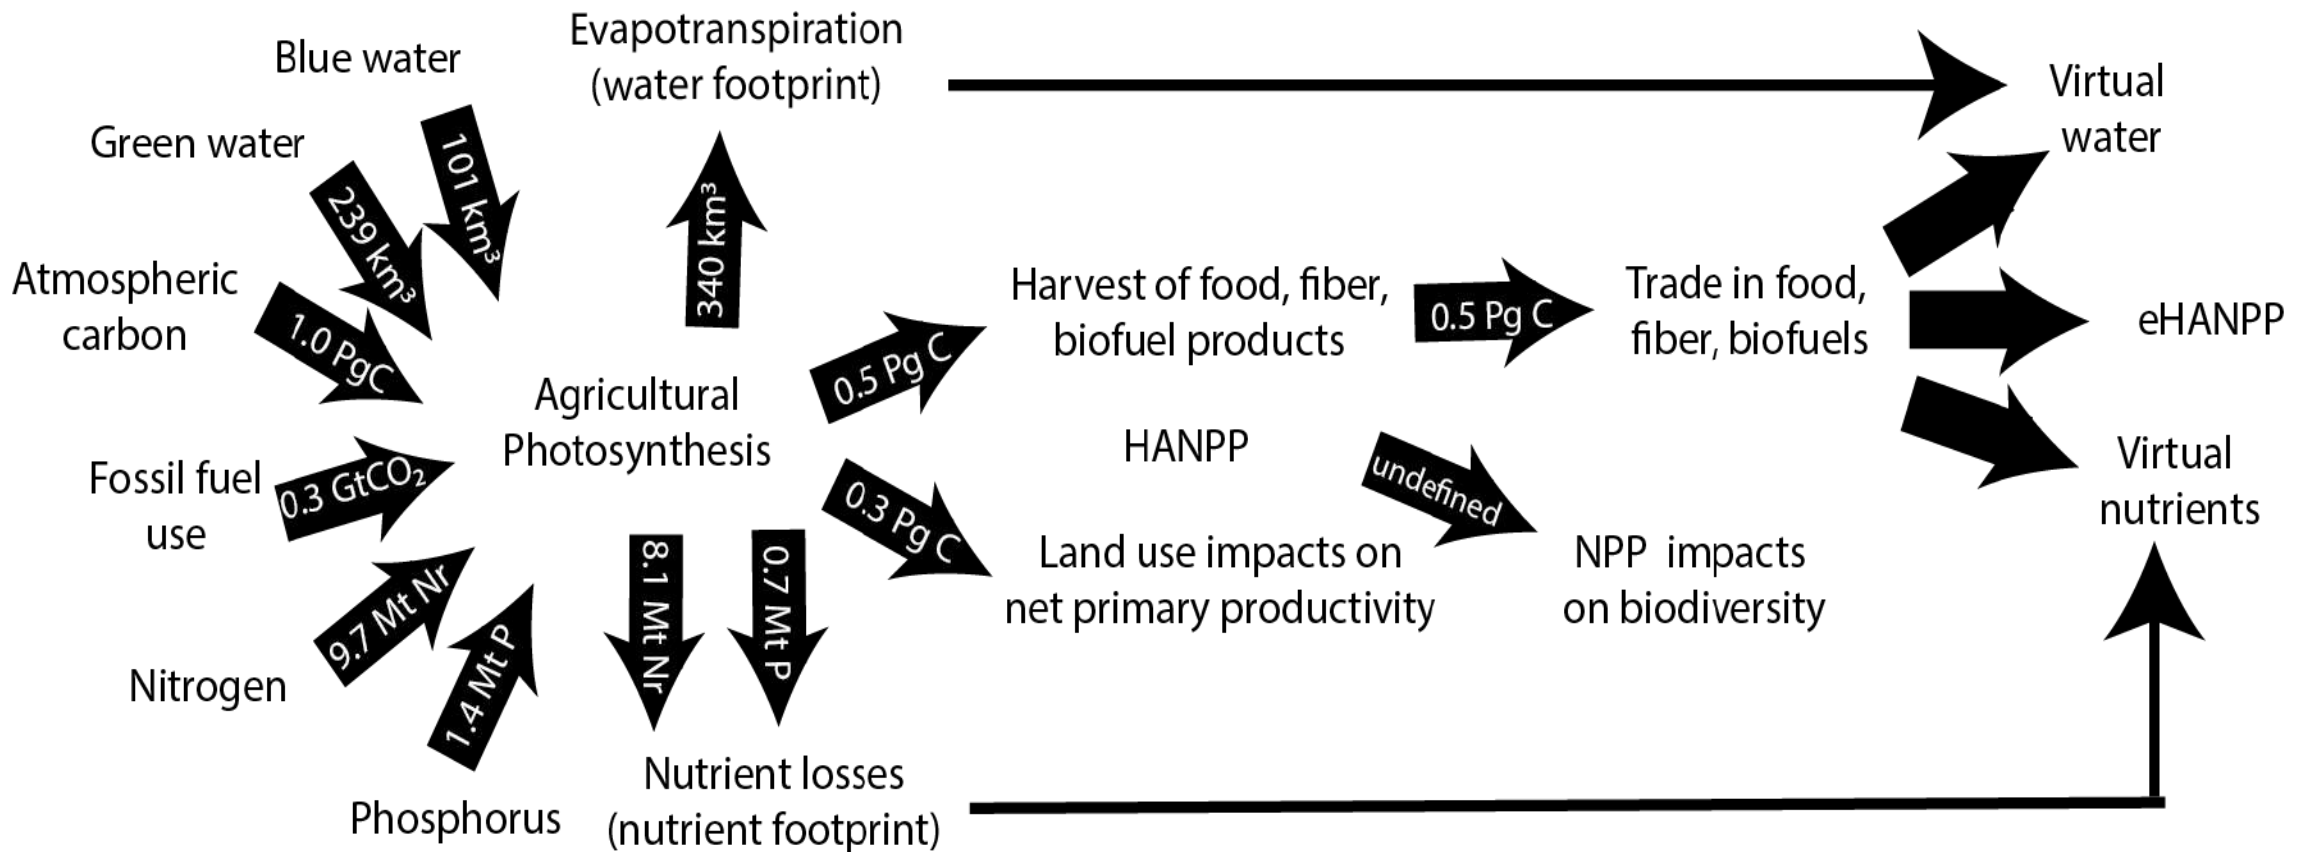 Blue water
Green water
Atmospheric
carbon
Fossil fuel
use
Nitrogen
Phosphorus
101 km³
239 km³
1.0 PgC
0.3 GtCO₂
9.7 Mt Nr
1.4 Mt P
Evapotranspiration
(water footprint)
340 km³
Agricultural
Photosynthesis
8.1 Mt Nr
0.7 Mt P
Nutrient losses
(nutrient footprint)
0.5 Pg C
0.3 Pg C
Harvest of food, fiber,
biofuel products
HANPP
Land use impacts on
net primary productivity
0.5 Pg C
undefined
Trade in food,
fiber, biofuels
NPP impacts
on biodiversity
Virtual
water
eHANPP
Virtual
nutrients